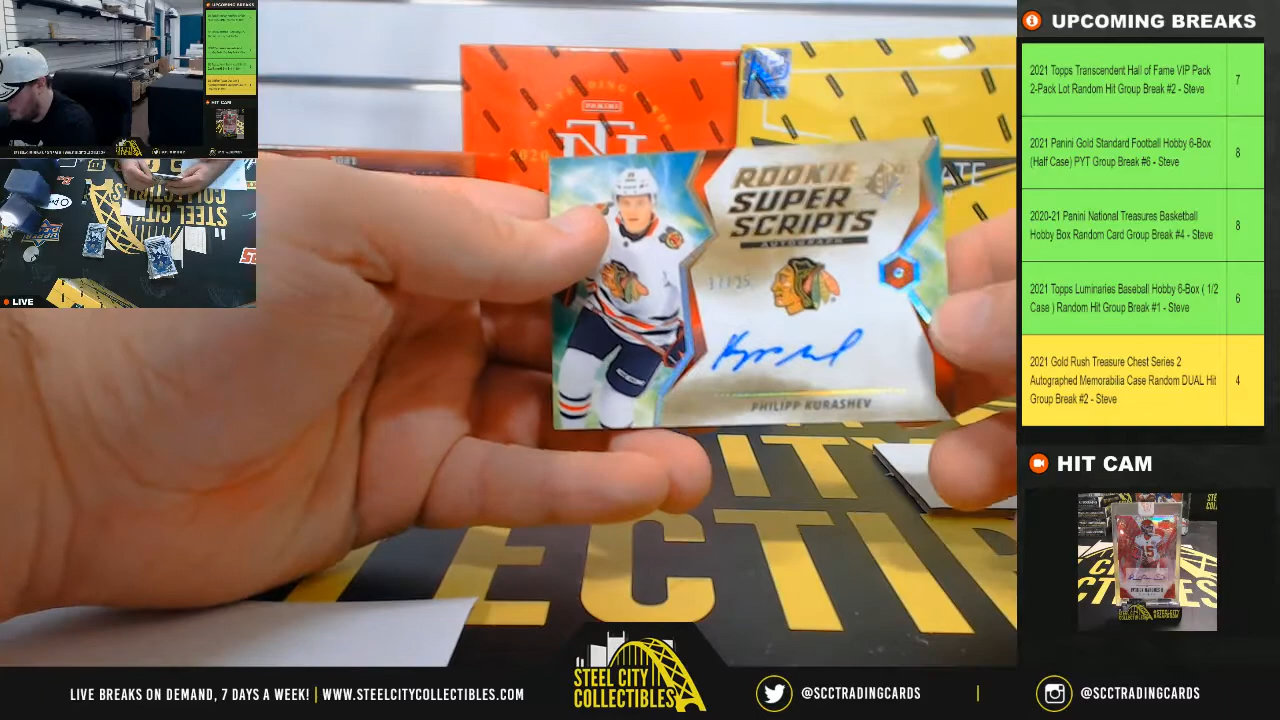 UPCOMING BREAKS
2021 Topps Transcendent Hall of Fame VIP Pack
2-Pack Lot Random Hit Group Break #2 - Steve
7
2021 Panini Gold Standard Football Hobby 6-Box
(Half Case) PYT Group Break #6 - Steve
8
2020-21 Panini National Treasures Basketball
Hobby Box Random Card Group Break #4 - Steve
8
2021 Topps Luminaries Baseball Hobby 6-Box ( 1/2
Case ) Random Hit Group Break #1 - Steve
6
2021 Gold Rush Treasure Chest Series 2
Autographed Memorabilia Case Random DUAL Hit
Group Break #2 - Steve
4
HIT CAM
LIVE
PANINI
ROOKIE
SUPER
SCRIPTS
AUTOGRAPH
SP
17/25
PHILIPP KURASHEV
STEEL CITY
COLLECTIBLES
LIVE BREAKS ON DEMAND, 7 DAYS A WEEK! | WWW.STEELCITYCOLLECTIBLES.COM
@SCCTRADINGCARDS
@SCCTRADINGCARDS